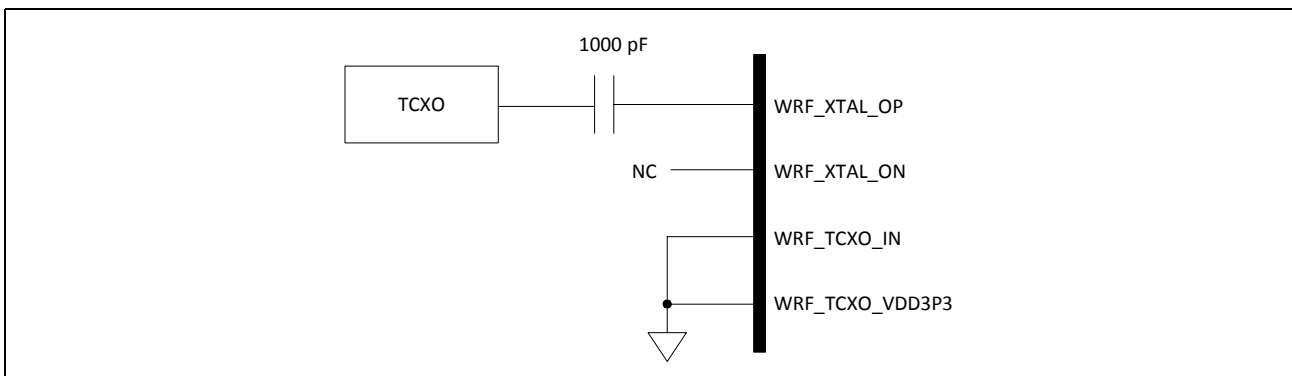 1000 pF
TCXO
WRF_XTAL_OP
NC
WRF_XTAL_ON
WRF_TCXO_IN
WRF_TCXO_VDD3P3